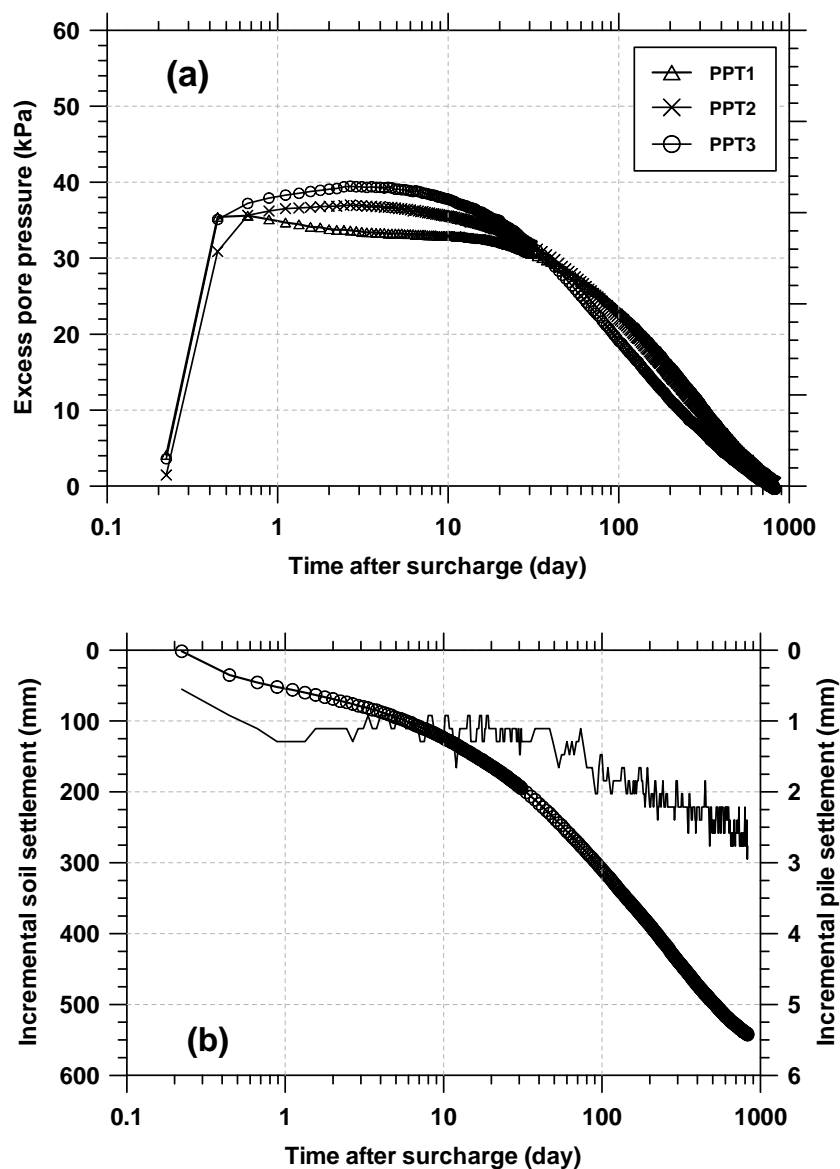 60
50
40
30
20
10
0
Excess pore pressure (kPa)
(a)
PPT1
PPT2
PPT3
0.1 1 10 100 1000
Time after surcharge (day)
0
100
200
300
400
500
600
Incremental soil settlement (mm)
(b)
0
1
2
3
4
5
6
Incremental pile settlement (mm)
0.1 1 10 100 1000
Time after surcharge (day)